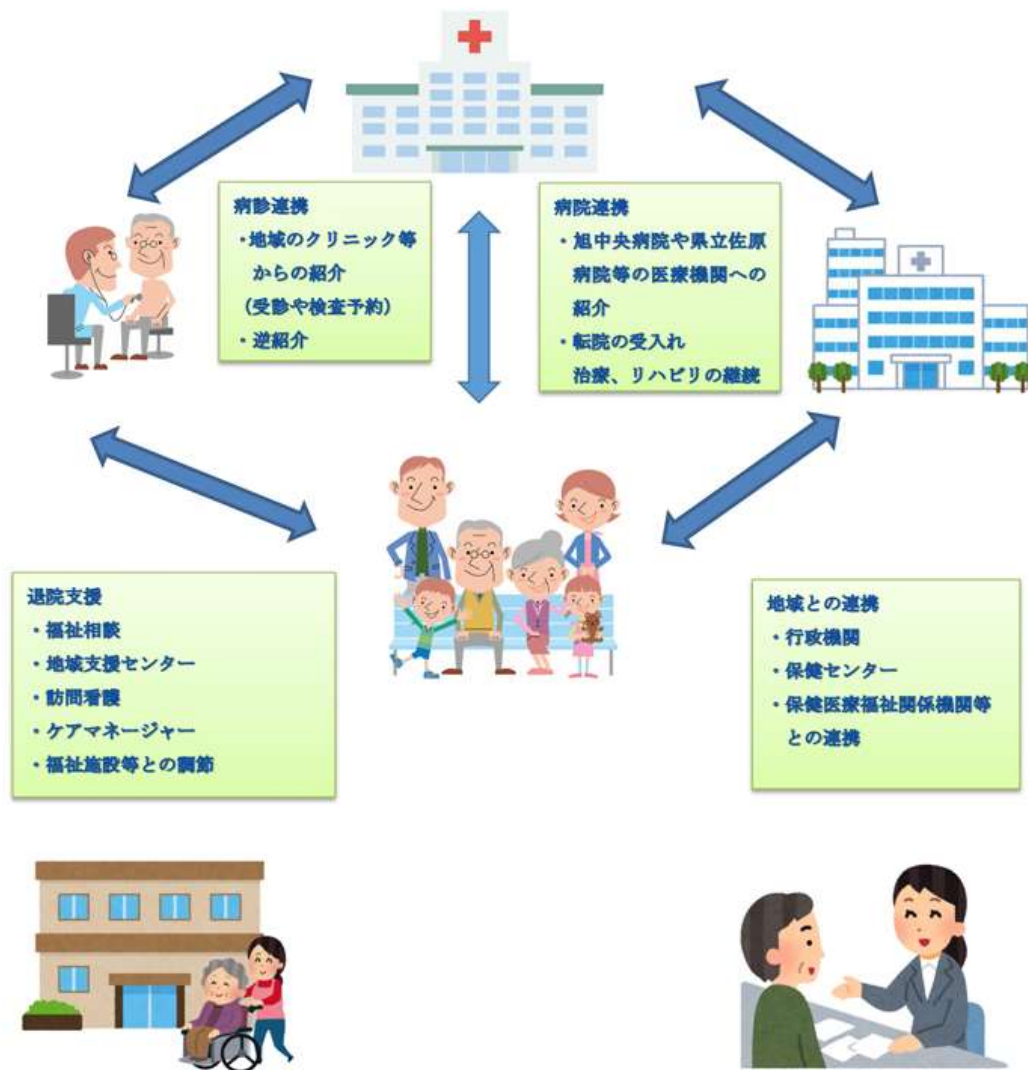 病診連携
・地域のクリニック等
からの紹介
（受診や検査予約）
・逆紹介
病院連携
・旭中央病院や県立佐原
病院等の医療機関への
紹介
・転院の受入れ
治療、リハビリの継続
退院支援
・福祉相談
・地域支援センター
・訪問看護
・ケアマネージャー
・福祉施設等との調節
地域との連携
・行政機関
・保健センター
・保健医療福祉関係機関等
との連携